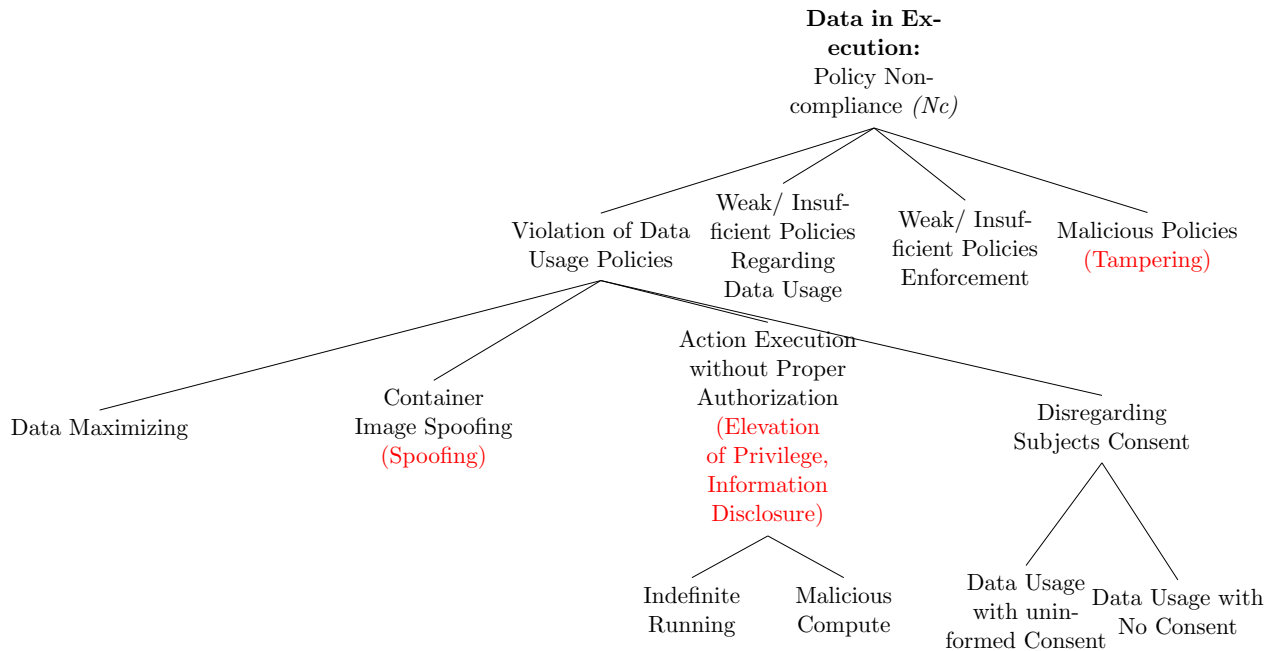 Data in Ex-
ecution:
Policy Non-
compliance (Nc)
Violation of Data
Usage Policies
Weak/ Insuf-
ficient Policies
Regarding
Data Usage
Weak/ Insuf-
ficient Policies
Enforcement
Malicious Policies
(Tampering)
Data Maximizing
Container
Image Spoofing
(Spoofing)
Action Execution
without Proper
Authorization
(Elevation
of Privilege,
Information
Disclosure)
Disregarding
Subjects Consent
Indefinite
Running
Malicious
Compute
Data Usage
with unin-
formed Consent
Data Usage with
No Consent